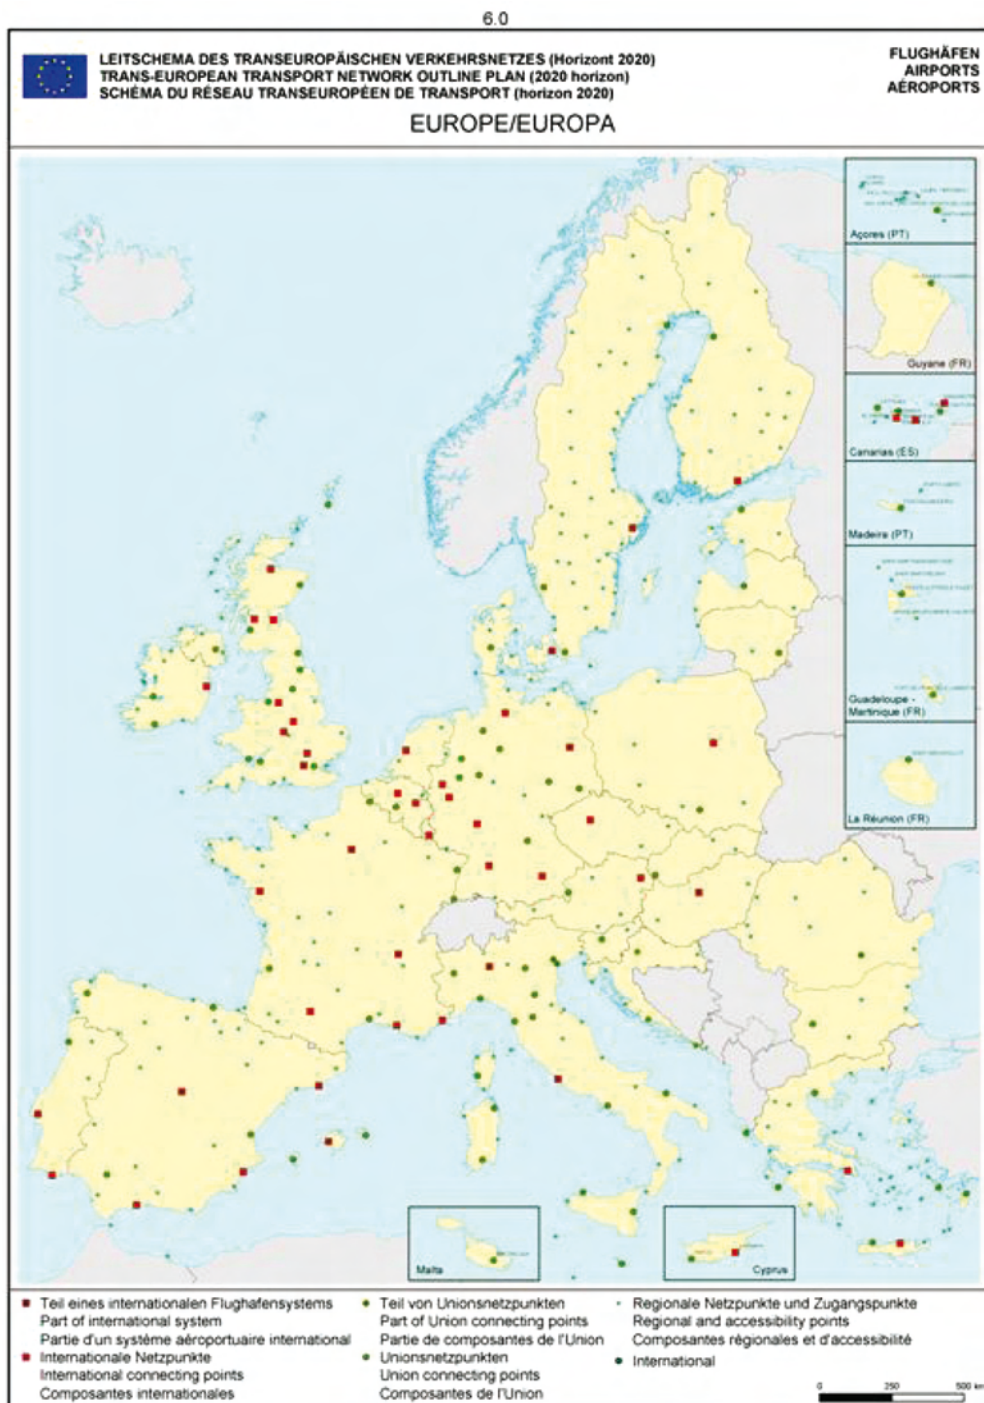 6.0
LEITSCHEMA DES TRANSEUROPÄISCHEN VERKEHRSNETZES (Horizont 2020)
TRANS-EUROPEAN TRANSPORT NETWORK OUTLINE PLAN (2020 horizon)
SCHÉMA DU RÉSEAU TRANSEUROPÉEN DE TRANSPORT (horizon 2020)
FLUGHÄFEN
AIRPORTS
AÉROPORTS
EUROPE/EUROPA
Açores (PT)
Guyane (FR)
Canarias (ES)
Madeira (PT)
Guadeloupe -
Martinique (FR)
La Réunion (FR)
Malta
Cyprus
Teil eines internationalen Flughafensystems
Part of international system
Partie d'un système aéroportuaire international
Internationale Netzpunkte
International connecting points
Composantes internationales
Teil von Unionsnetzpunkten
Part of Union connecting points
Partie de composantes de l'Union
Unionsnetzpunkten
Union connecting points
Composantes de l'Union
Regionale Netzpunkte und Zugangspunkte
Regional and accessibility points
Composantes régionales et d'accessibilité
International
0 250 500 km